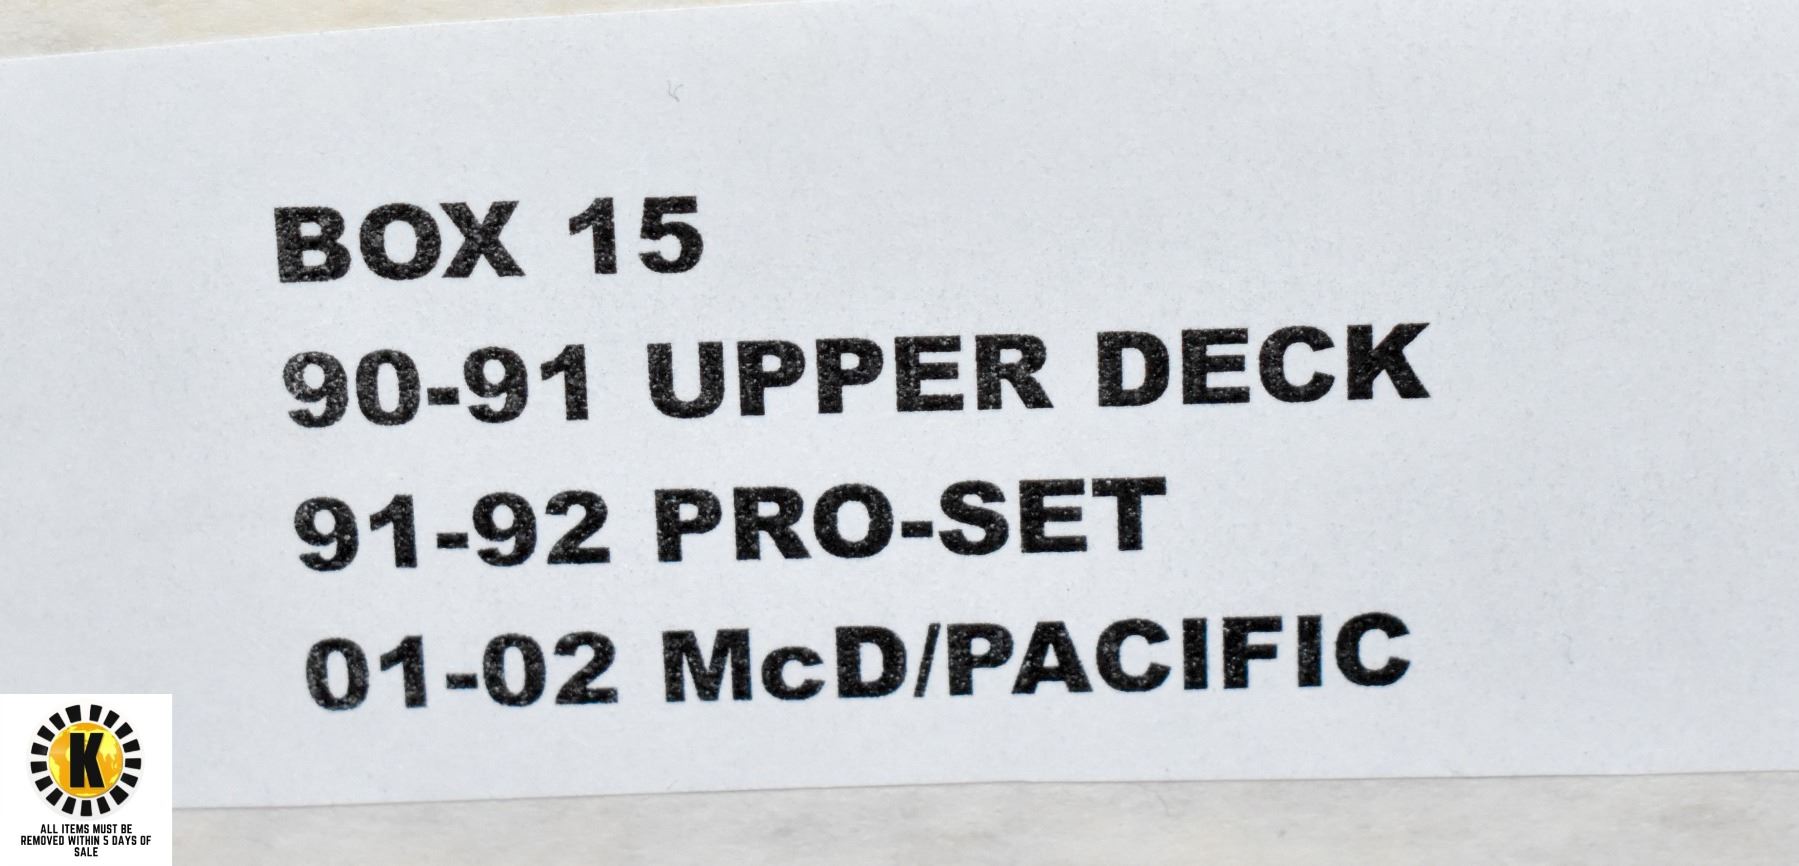 BOX 15
90-91 UPPER DECK
91-92 PRO-SET
01-02 McD/PACIFIC
K
ALL ITEMS MUST BE
REMOVED WITHIN 5 DAYS OF
SALE